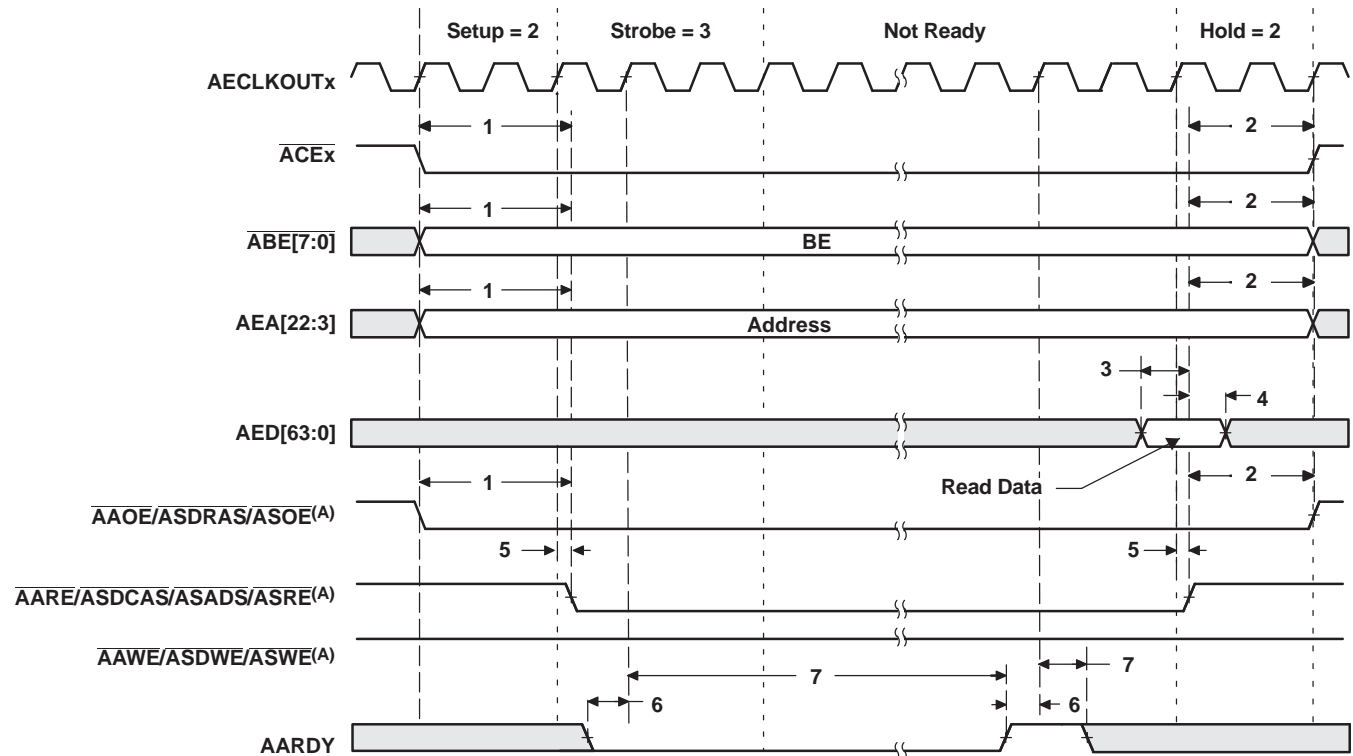 Setup = 2 Strobe = 3 Not Ready Hold = 2
AECLKOUTx
1 2
ACEx
1 2
ABE[7:0] BE
1 2
AEA[22:3] Address
3 4
AED[63:0]
1 Read Data 2
AAOE/ASDRAS/ASOE(A)
5 5
AARE/ASDCAS/ASADS/ASRE(A)
AAWE/ASDWE/ASWE(A)
7 7
6 6
AARDY